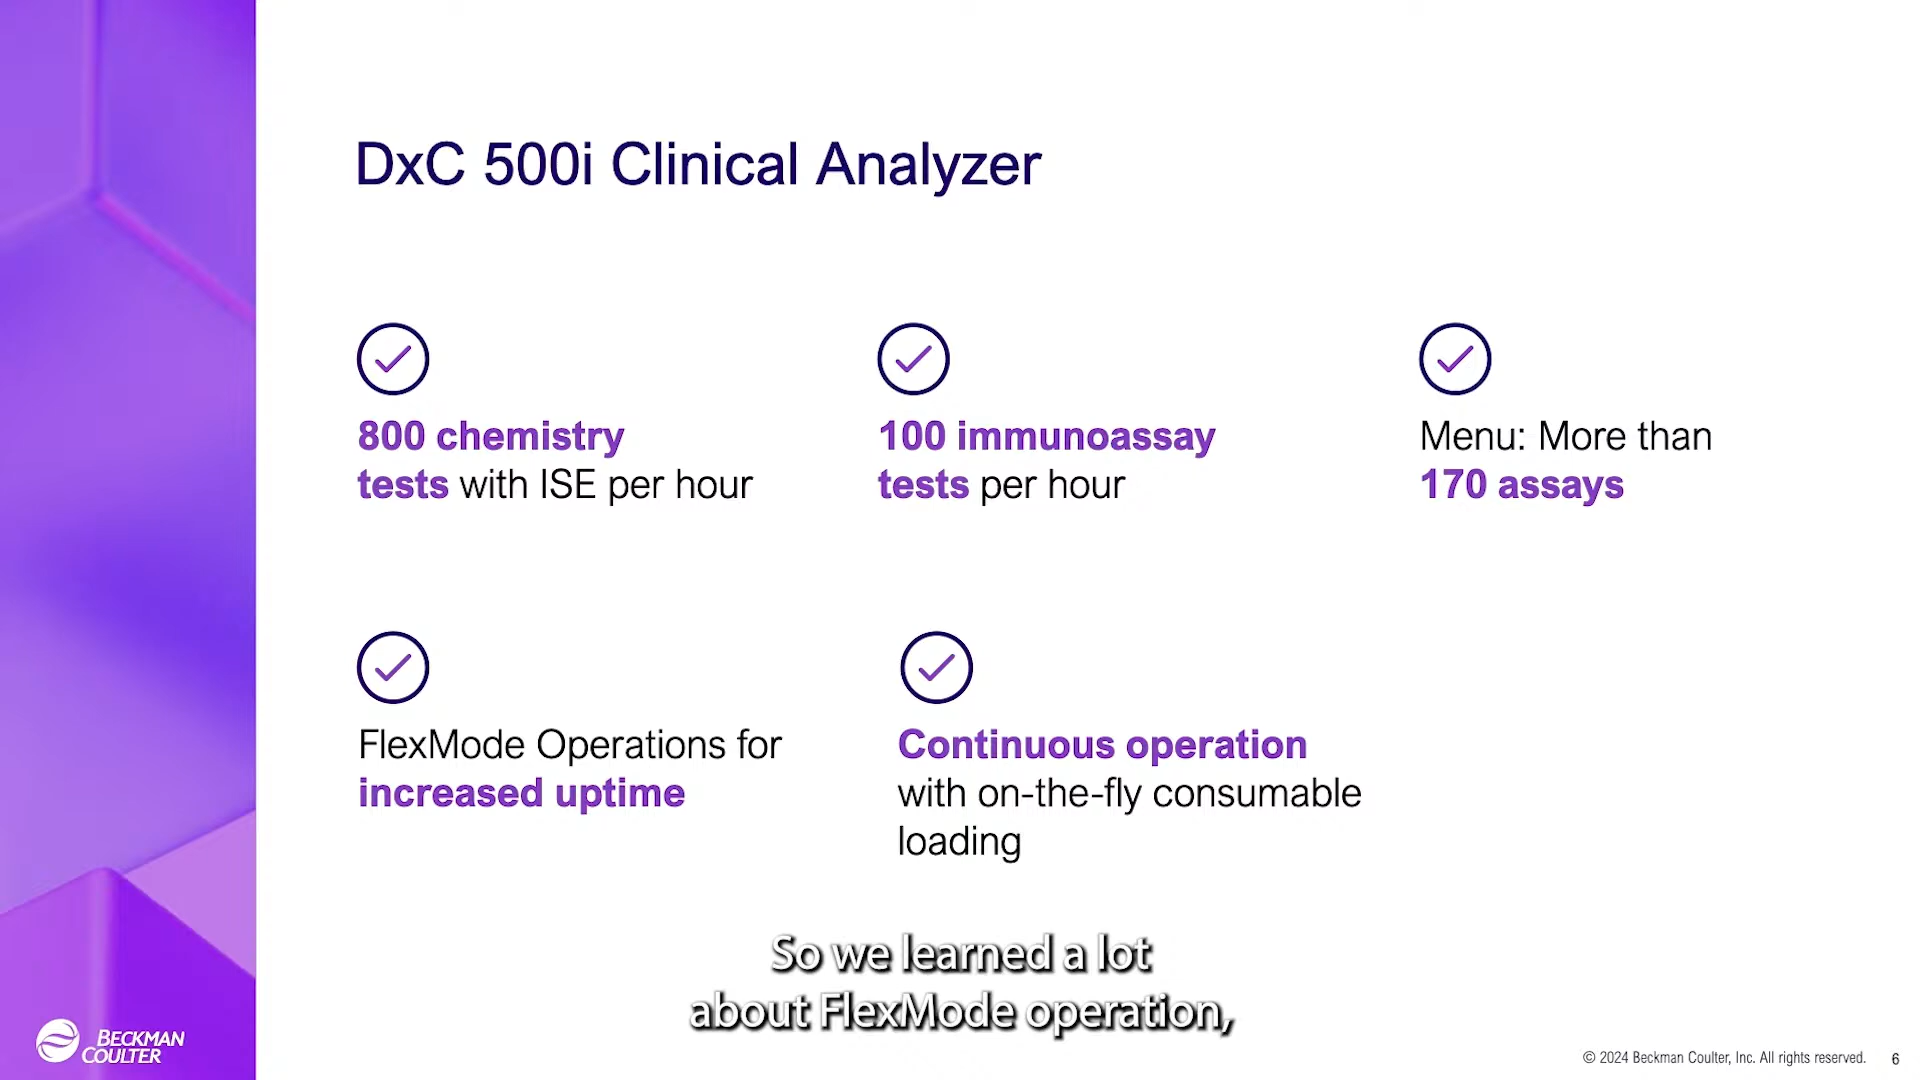 DxC 500i Clinical Analyzer
800 chemistry
tests with ISE per hour
100 immunoassay
tests per hour
Menu: More than
170 assays
FlexMode Operations for
increased uptime
Continuous operation
with on-the-fly consumable
loading
So we learned a lot
about FlexMode operation,
BECKMAN
COULTER
© 2024 Beckman Coulter, Inc. All rights reserved. 6